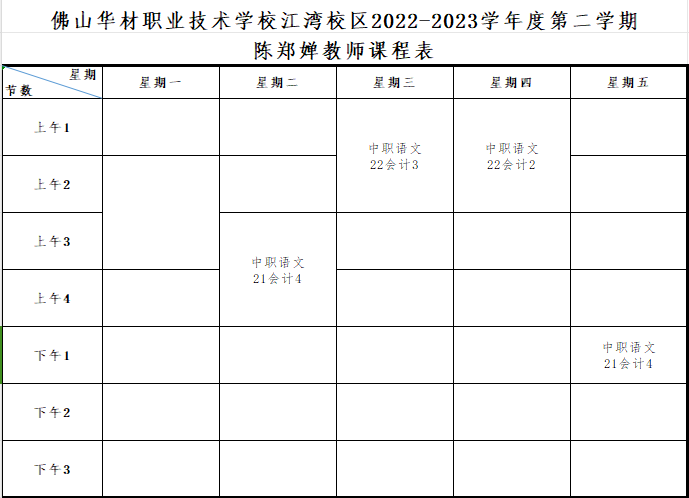 佛山华材职业技术学校江湾校区2022-2023学年度第二学期
陈郑婵教师课程表
星期
节数
星期一
星期二
星期三
星期四
星期五
上午1
中职语文
22会计3
中职语文
22会计2
上午2
上午3
中职语文
21会计4
上午4
下午1
中职语文
21会计4
下午2
下午3